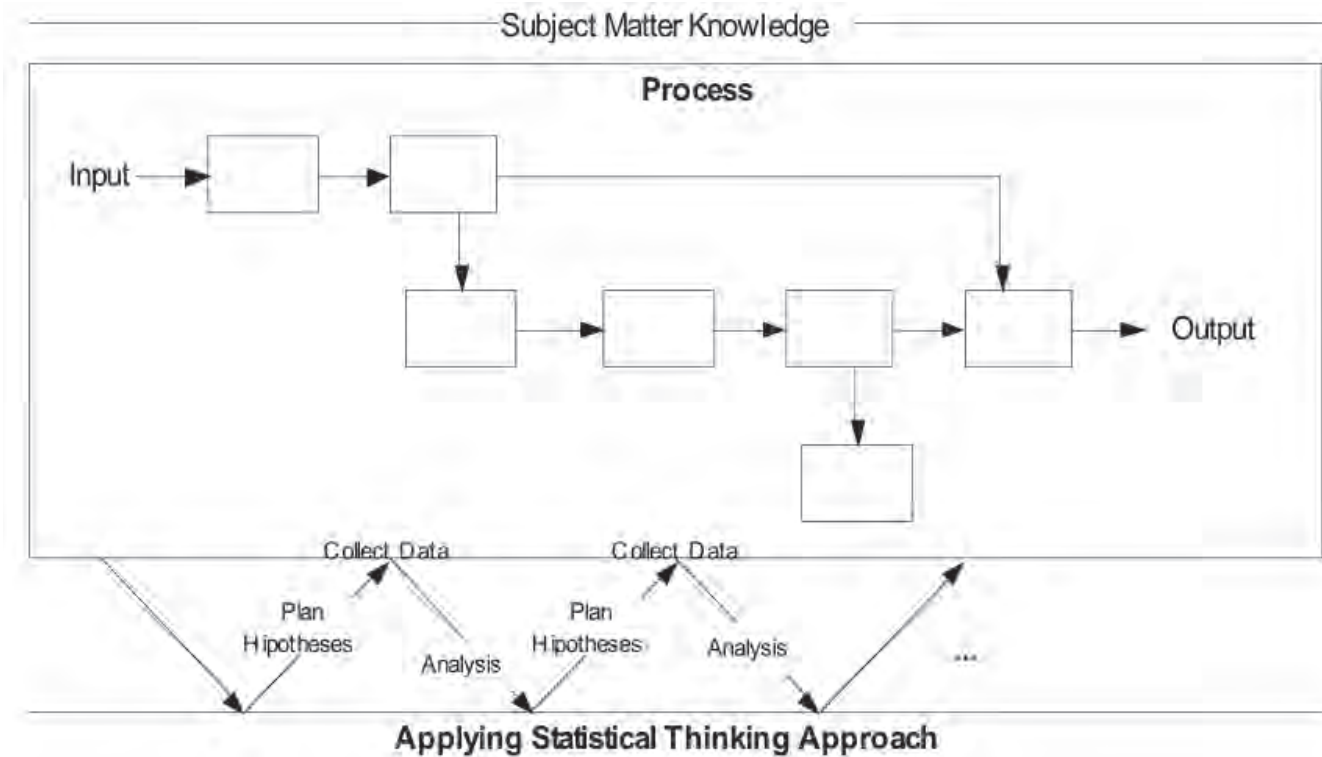 Subject Matter Knowledge
Process
Input
Output
Collect Data
Collect Data
Plan
Hipotheses
Analysis
Plan
Hipotheses
Analysis
...
Applying Statistical Thinking Approach